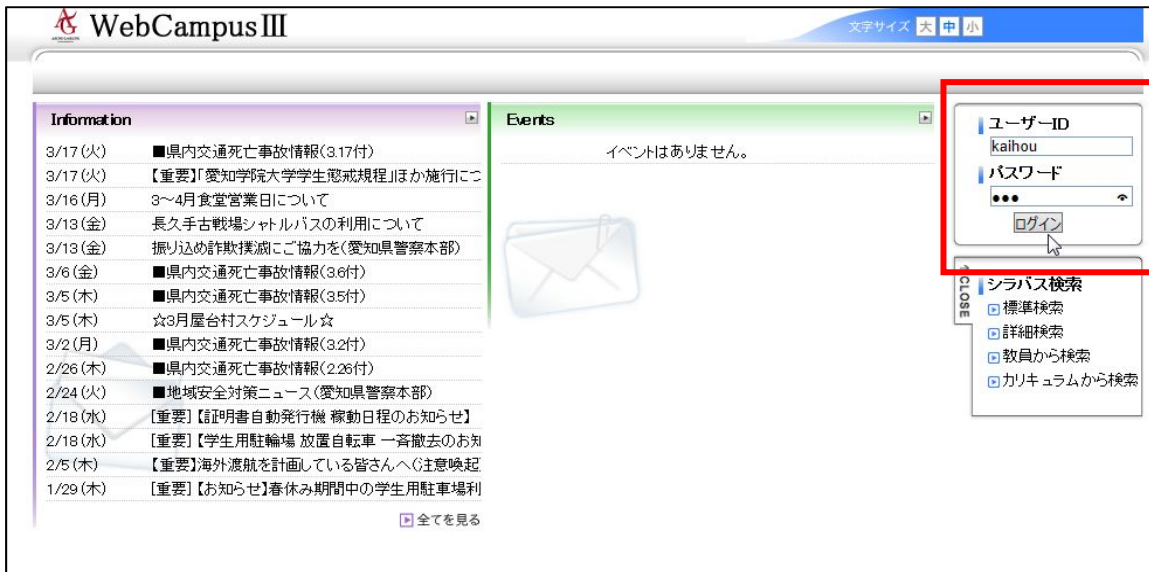 WebCampusⅢ
文字サイズ 大 中 小
Information
3/17(火) ■県内交通死亡事故情報(3.17付)
3/17(火) 【重要】「愛知学院大学学生懲戒規程」ほか施行につ
3/16(月) 3～4月食堂営業日について
3/13(金) 長久手古戦場シャトルバスの利用について
3/13(金) 振り込め詐欺撲滅にご協力を(愛知県警察本部)
3/6(金) ■県内交通死亡事故情報(3.6付)
3/5(木) ■県内交通死亡事故情報(3.5付)
3/5(木) ☆3月屋台村スケジュール☆
3/2(月) ■県内交通死亡事故情報(3.2付)
2/26(木) ■県内交通死亡事故情報(2.26付)
2/24(火) ■地域安全対策ニュース(愛知県警察本部)
2/18(水) [重要]【証明書自動発行機 稼動日程のお知らせ】
2/18(水) [重要]【学生用駐輪場 放置自転車 一斉撤去のお知
2/5(木) 【重要】海外渡航を計画している皆さんへ(注意喚起
1/29(木) [重要]【お知らせ】春休み期間中の学生用駐車場利
全てを見る
Events
イベントはありません。
ユーザーID
kaihou
パスワード
●●●
ログイン
CLOSE
シラバス検索
標準検索
詳細検索
教員から検索
カリキュラムから検索